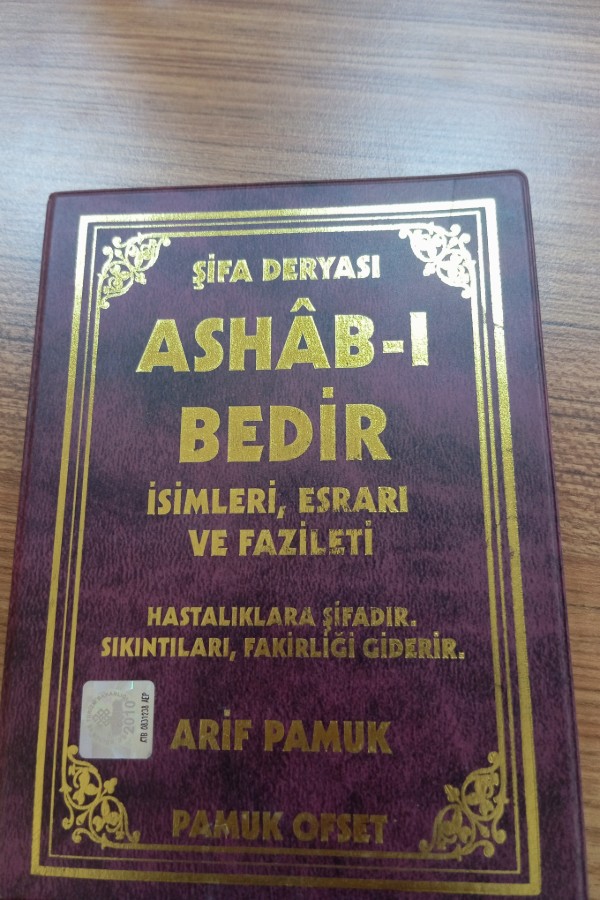 ŞİFA DERYASI
ASHÂB-I
BEDİR
İSİMLERİ, ESRARI
VE FAZİLETİ
HASTALIKLARA ŞİFADIR.
SIKINTILARI, FAKİRLİĞİ GİDERİR.
2010
ARİF PAMUK
PAMUK OFSET